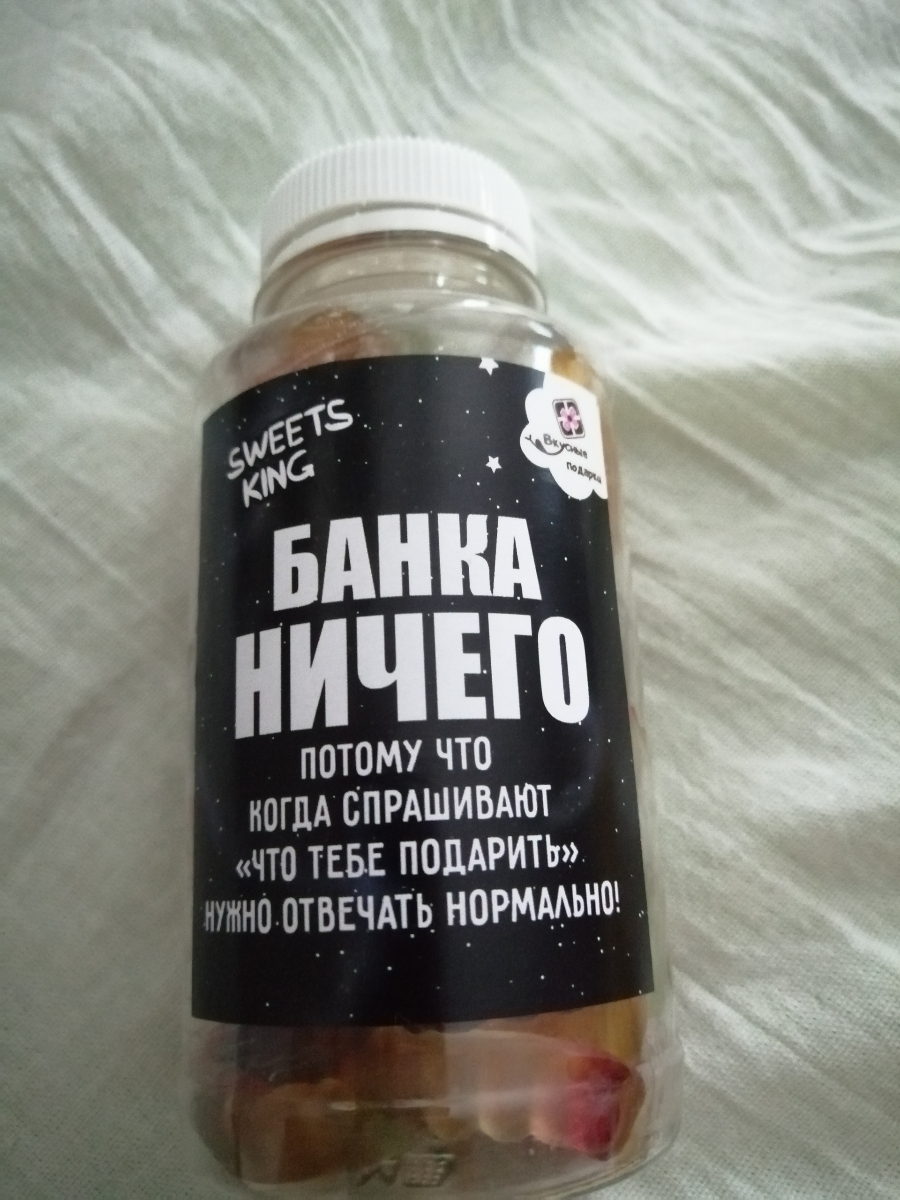 SWEETS
KING
Вкусные
подарки
БАНКА
НИЧЕГО
ПОТОМУ ЧТО
КОГДА СПРАШИВАЮТ
«ЧТО ТЕБЕ ПОДАРИТЬ»
НУЖНО ОТВЕЧАТЬ НОРМАЛЬНО!